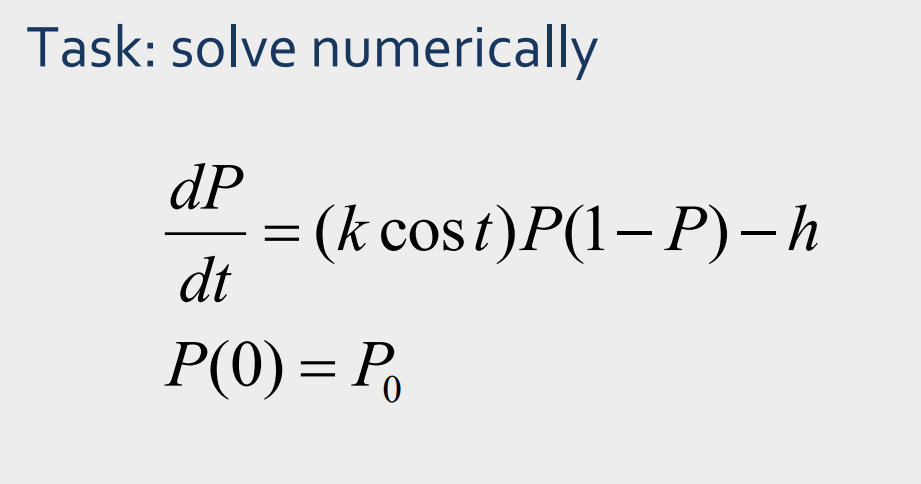 Task: solve numerically
dP/dt = (k cos t)P(1 − P) − h
P(0) = P₀